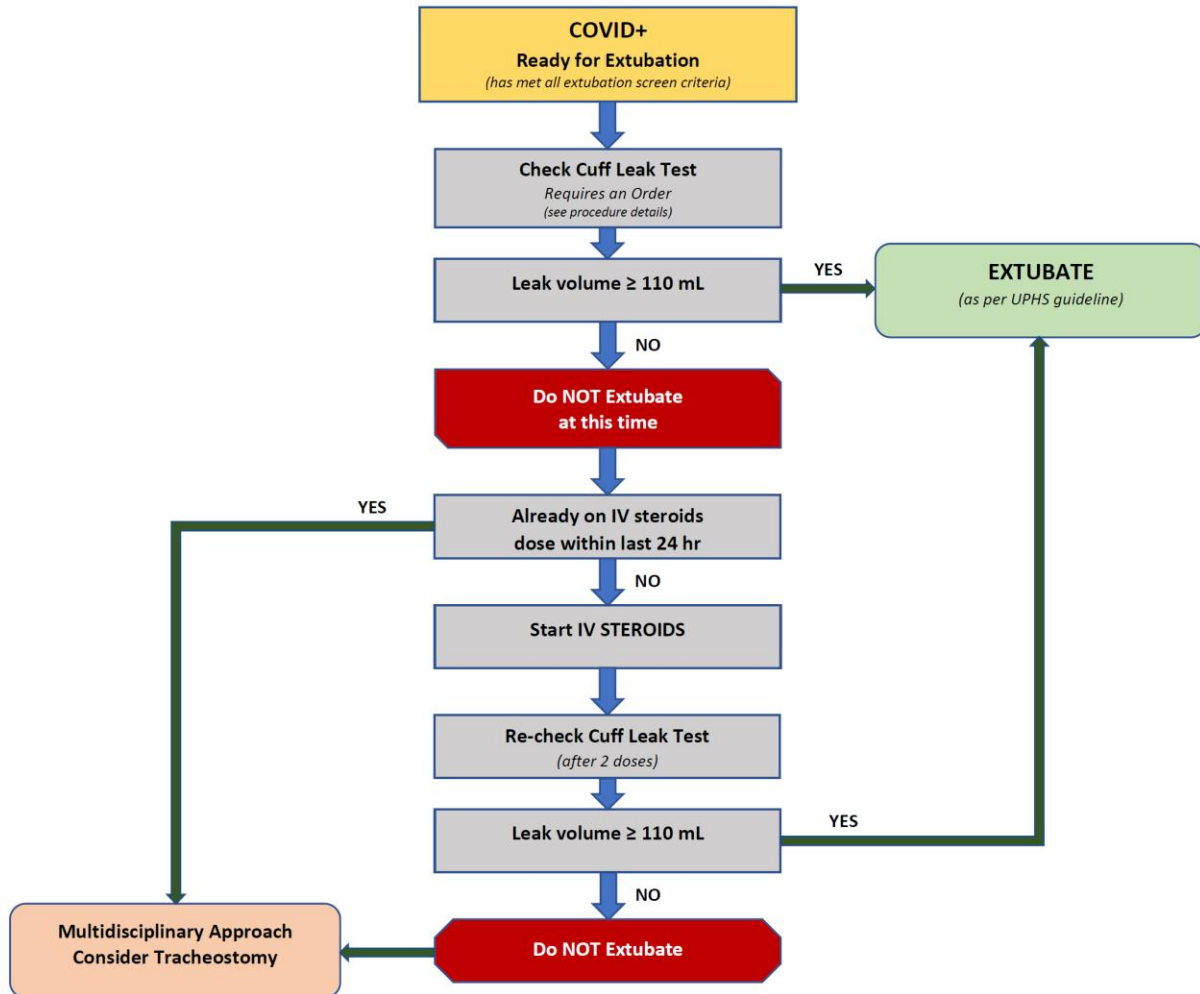 COVID+
Ready for Extubation
(has met all extubation screen criteria)
Check Cuff Leak Test
Requires an Order
(see procedure details)
Leak volume ≥ 110 mL
YES
EXTUBATE
(as per UPHS guideline)
NO
Do NOT Extubate
at this time
YES
Already on IV steroids
dose within last 24 hr
NO
Start IV STEROIDS
Re-check Cuff Leak Test
(after 2 doses)
Leak volume ≥ 110 mL
YES
NO
Do NOT Extubate
Multidisciplinary Approach
Consider Tracheostomy